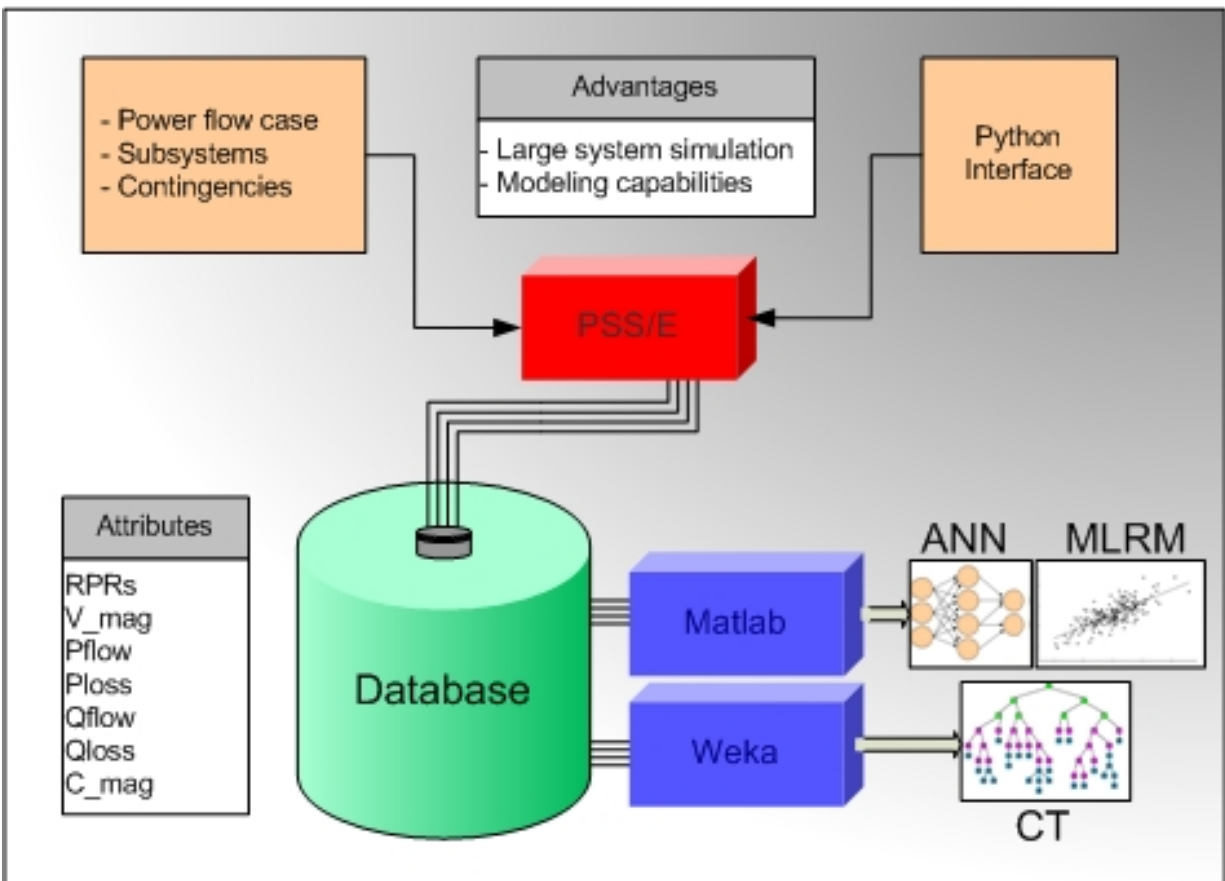 - Power flow case
- Subsystems
- Contingencies
Advantages
- Large system simulation
- Modeling capabilities
Python
Interface
PSS/E
Attributes
RPRs
V_mag
Pflow
Ploss
Qflow
Qloss
C_mag
Database
Matlab
Weka
ANN
MLRM
CT